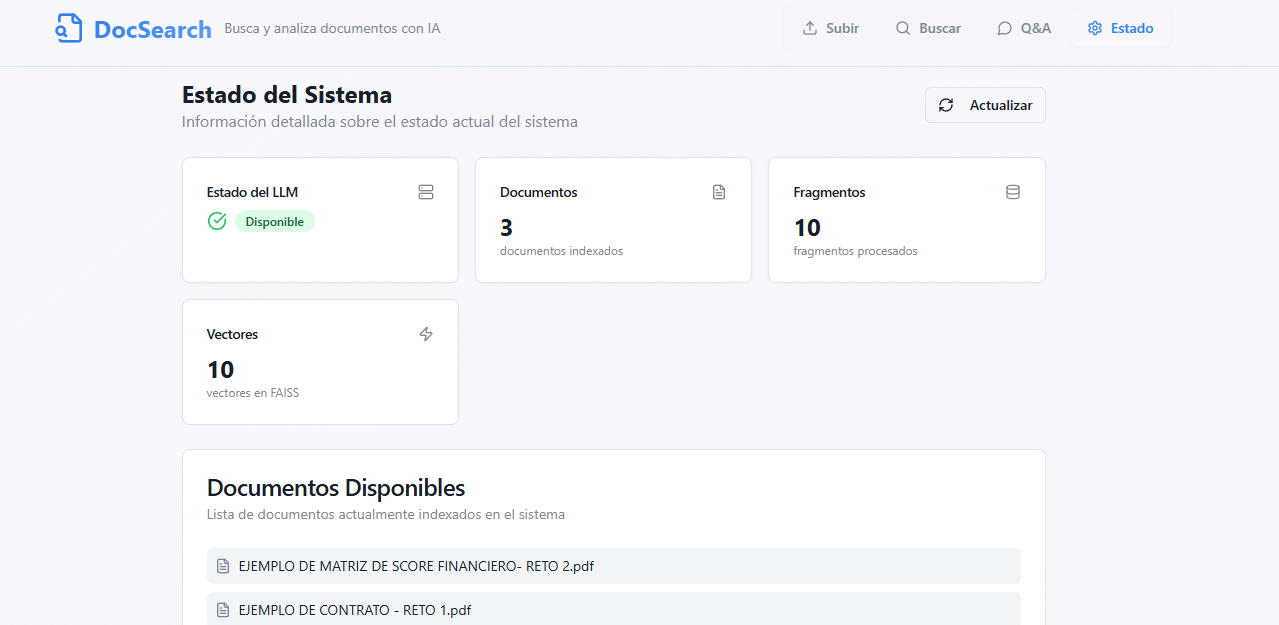 DocSearch Busca y analiza documentos con IA Subir Buscar Q&A Estado
Estado del Sistema
Información detallada sobre el estado actual del sistema
Actualizar
Estado del LLM
Disponible
Documentos
3
documentos indexados
Fragmentos
10
fragmentos procesados
Vectores
10
vectores en FAISS
Documentos Disponibles
Lista de documentos actualmente indexados en el sistema
EJEMPLO DE MATRIZ DE SCORE FINANCIERO- RETO 2.pdf
EJEMPLO DE CONTRATO - RETO 1.pdf